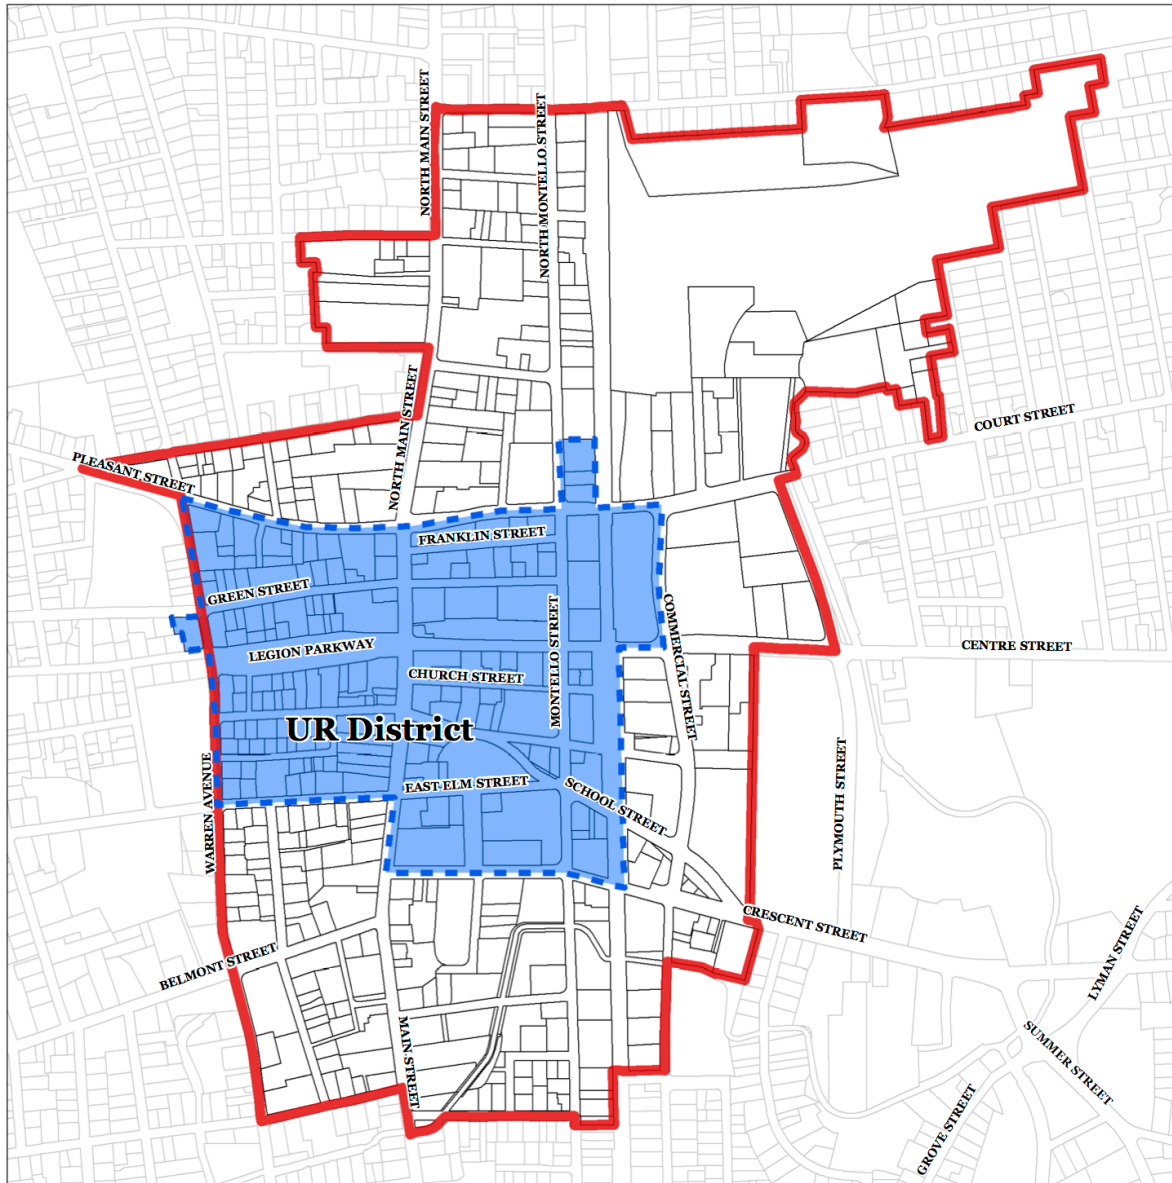 NORTH MAIN STREET
NORTH MONTELLO STREET
NORTH MAIN STREET
COURT STREET
PLEASANT STREET
FRANKLIN STREET
GREEN STREET
LEGION PARKWAY
MONTELLO STREET
COMMERCIAL STREET
CENTRE STREET
CHURCH STREET
UR District
WARREN AVENUE
EAST ELM STREET
SCHOOL STREET
PLYMOUTH STREET
CRESCENT STREET
BELMONT STREET
LYMAN STREET
MAIN STREET
SUMMER STREET
GROVE STREET